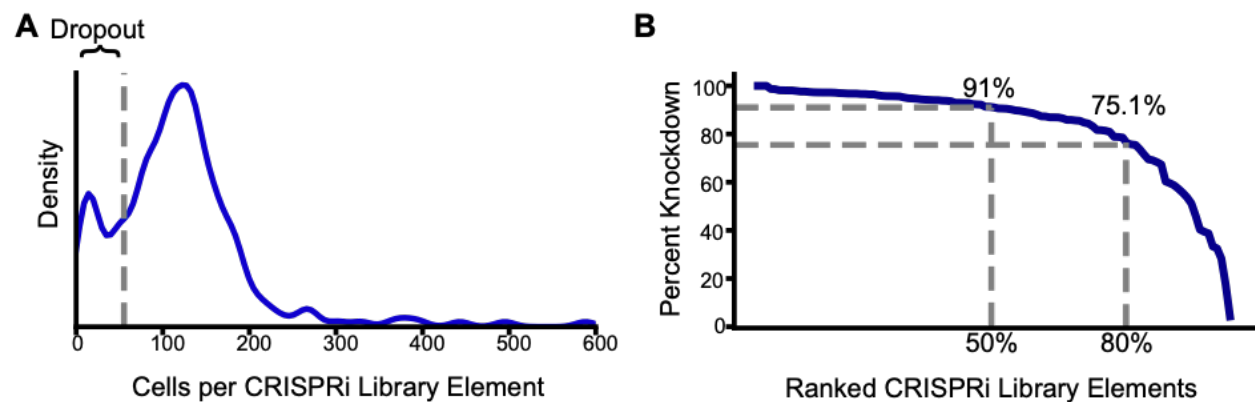 A Dropout
Density
0 100 200 300 400 500 600
Cells per CRISPRi Library Element
B
Percent Knockdown
100
80
60
40
20
0
91%
75.1%
50% 80%
Ranked CRISPRi Library Elements